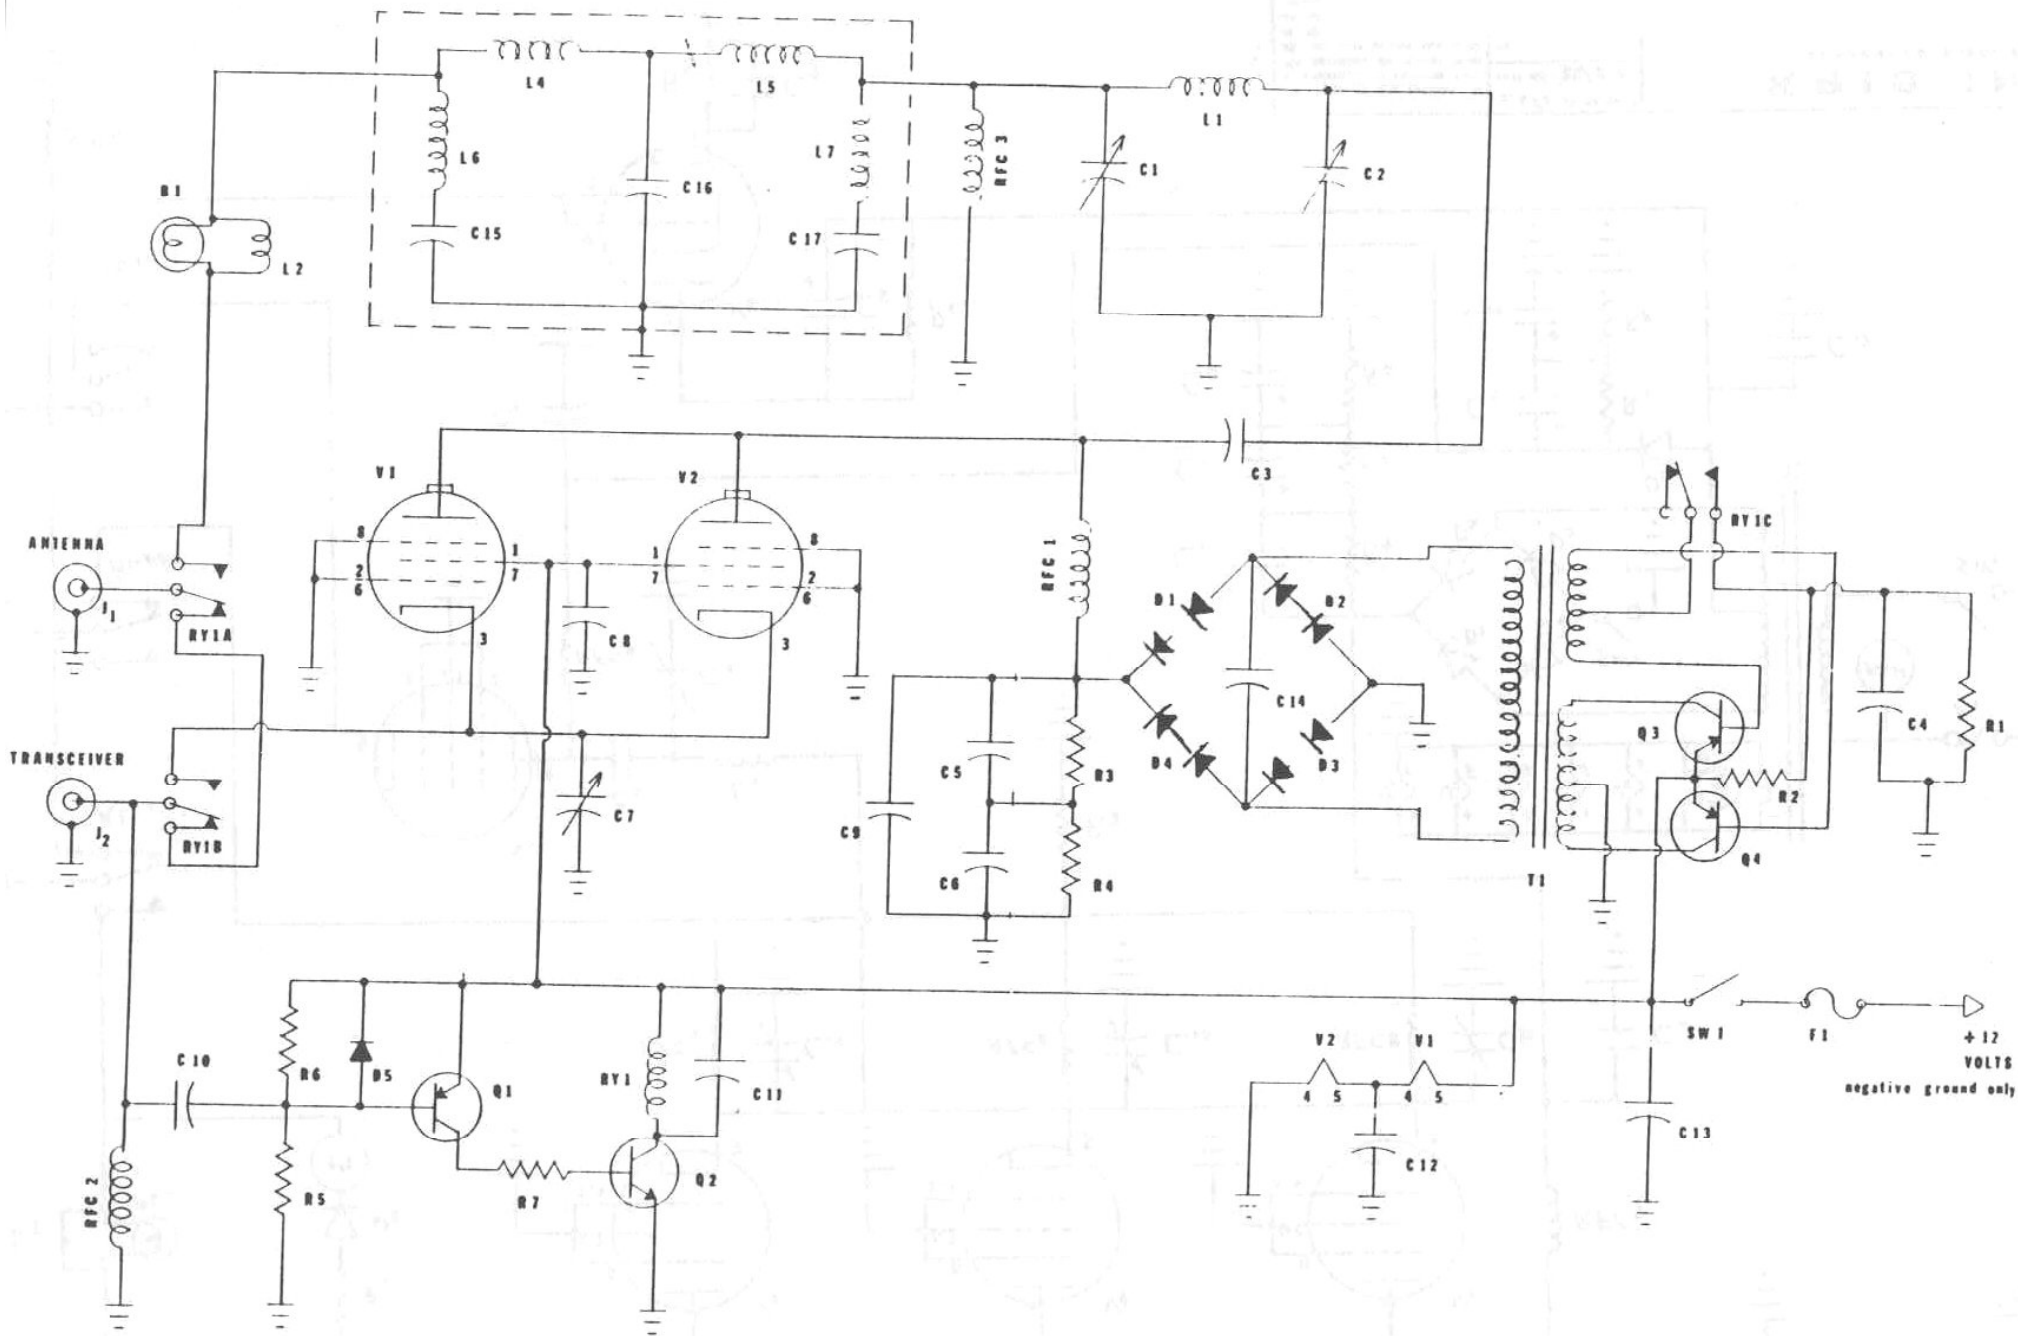 L4
L5
L6
L7
C16
C15
C17
RFC 3
C1
L1
C2
B1
L2
V1
V2
C3
RY1C
ANTENNA
J1
RY1A
8
2
6
1
7
3
C8
1
7
8
2
6
3
RFC 1
D1
D2
C14
D4
D3
T1
Q3
R2
Q4
C4
R1
TRANSCEIVER
J2
RY1B
C7
C9
C5
R3
C6
R4
C10
R6
D5
Q1
RY1
C11
RFC 2
R5
R7
Q2
V2
V1
4 5
4 5
C12
C13
SW1
F1
+12
VOLTS
negative ground only